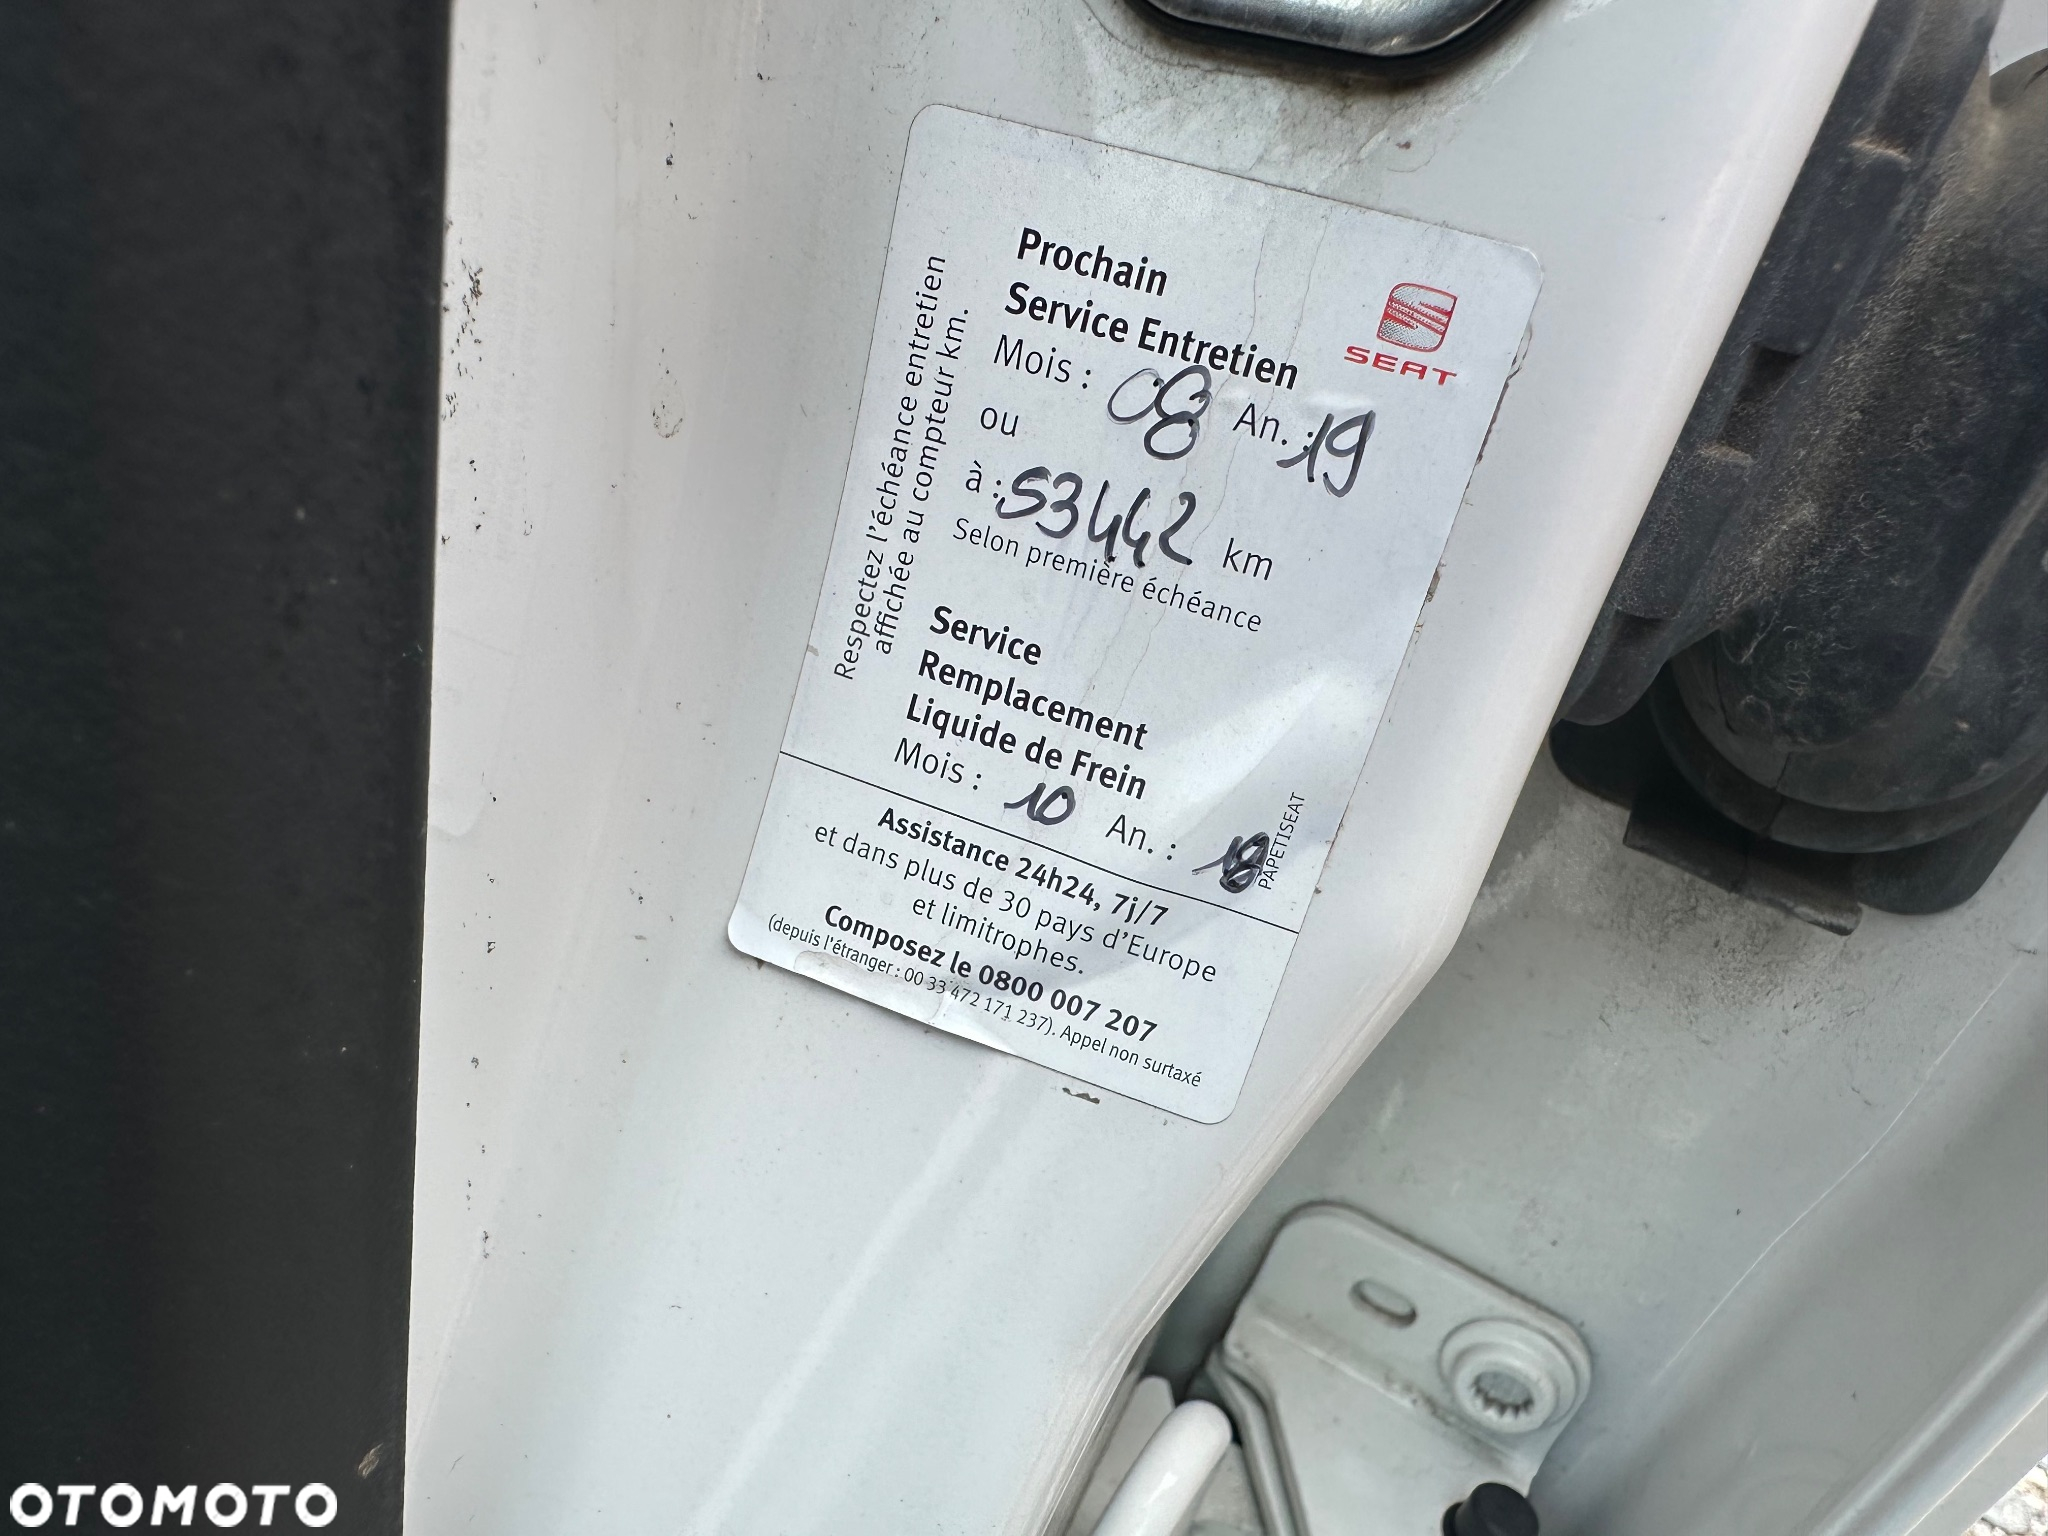 Prochain
Service Entretien
SEAT
Mois : 08 An. : 19
ou
à : 53442 km
Selon première échéance
Respectez l'échéance entretien
affichée au compteur km.
Service
Remplacement
Liquide de Frein
Mois : 10 An. : 18
PAPETISEAT
Assistance 24h24, 7j/7
et dans plus de 30 pays d'Europe
et limitrophes.
Composez le 0800 007 207
(depuis l'étranger : 00 33 472 171 237). Appel non surtaxé
OTOMOTO